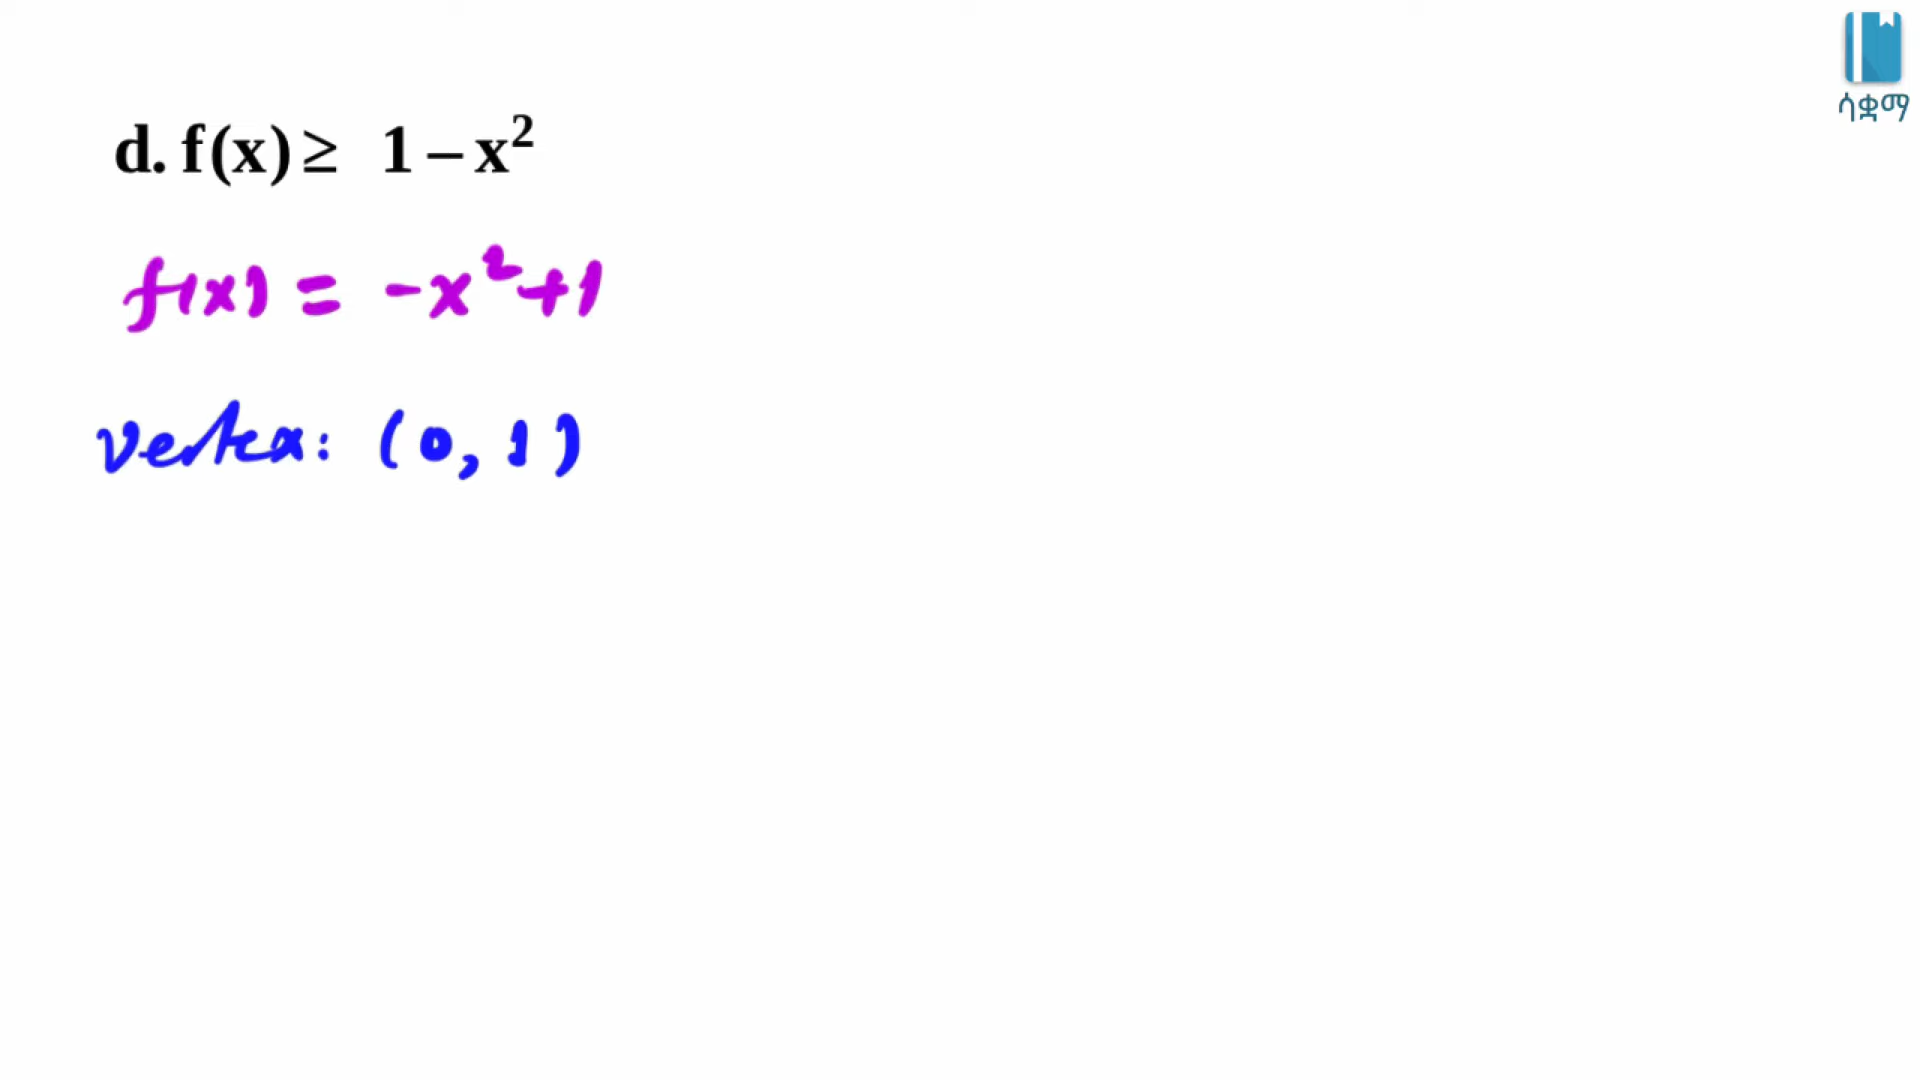 ሳቋማ
d. f(x) ≥ 1 – x²
f(x) = -x² + 1
vertex: (0, 1)